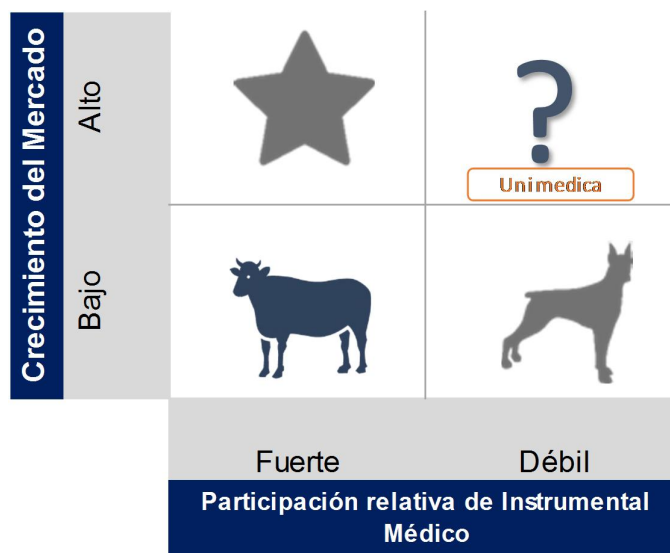 Crecimiento del Mercado
Alto
Bajo
?
Unimedica
Fuerte
Débil
Participación relativa de Instrumental
Médico